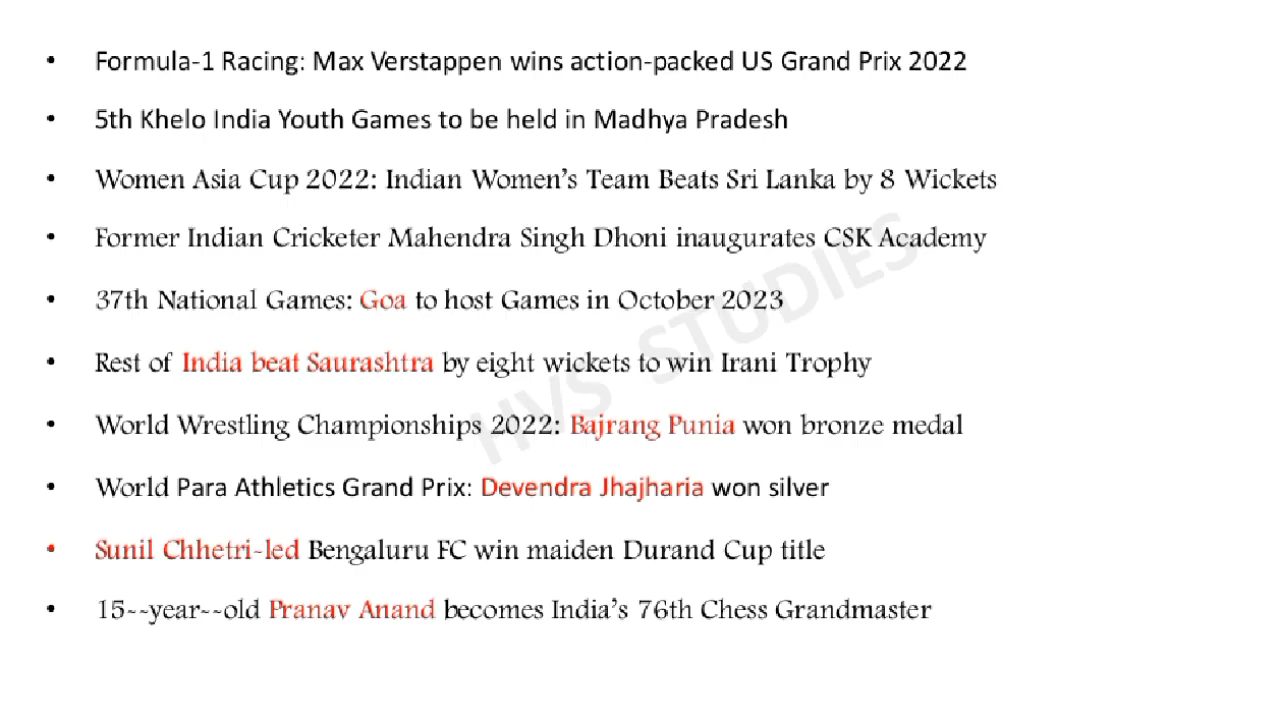 • Formula-1 Racing: Max Verstappen wins action-packed US Grand Prix 2022
• 5th Khelo India Youth Games to be held in Madhya Pradesh
• Women Asia Cup 2022: Indian Women’s Team Beats Sri Lanka by 8 Wickets
• Former Indian Cricketer Mahendra Singh Dhoni inaugurates CSK Academy
• 37th National Games: Goa to host Games in October 2023
• Rest of India beat Saurashtra by eight wickets to win Irani Trophy
• World Wrestling Championships 2022: Bajrang Punia won bronze medal
• World Para Athletics Grand Prix: Devendra Jhajharia won silver
• Sunil Chhetri-led Bengaluru FC win maiden Durand Cup title
• 15--year--old Pranav Anand becomes India’s 76th Chess Grandmaster
HVS STUDIES